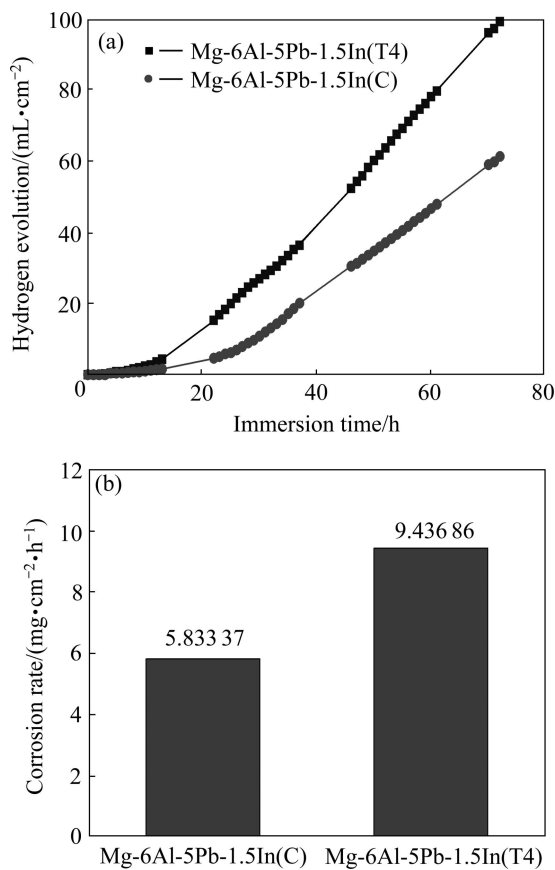 (a)
Mg-6Al-5Pb-1.5In(T4)
Mg-6Al-5Pb-1.5In(C)
Hydrogen evolution/(mL•cm−2)
100
80
60
40
20
0
20
40
60
80
Immersion time/h
(b)
Corrosion rate/(mg•cm−2•h−1)
12
10
8
6
4
2
0
5.833 37
9.436 86
Mg-6Al-5Pb-1.5In(C)
Mg-6Al-5Pb-1.5In(T4)